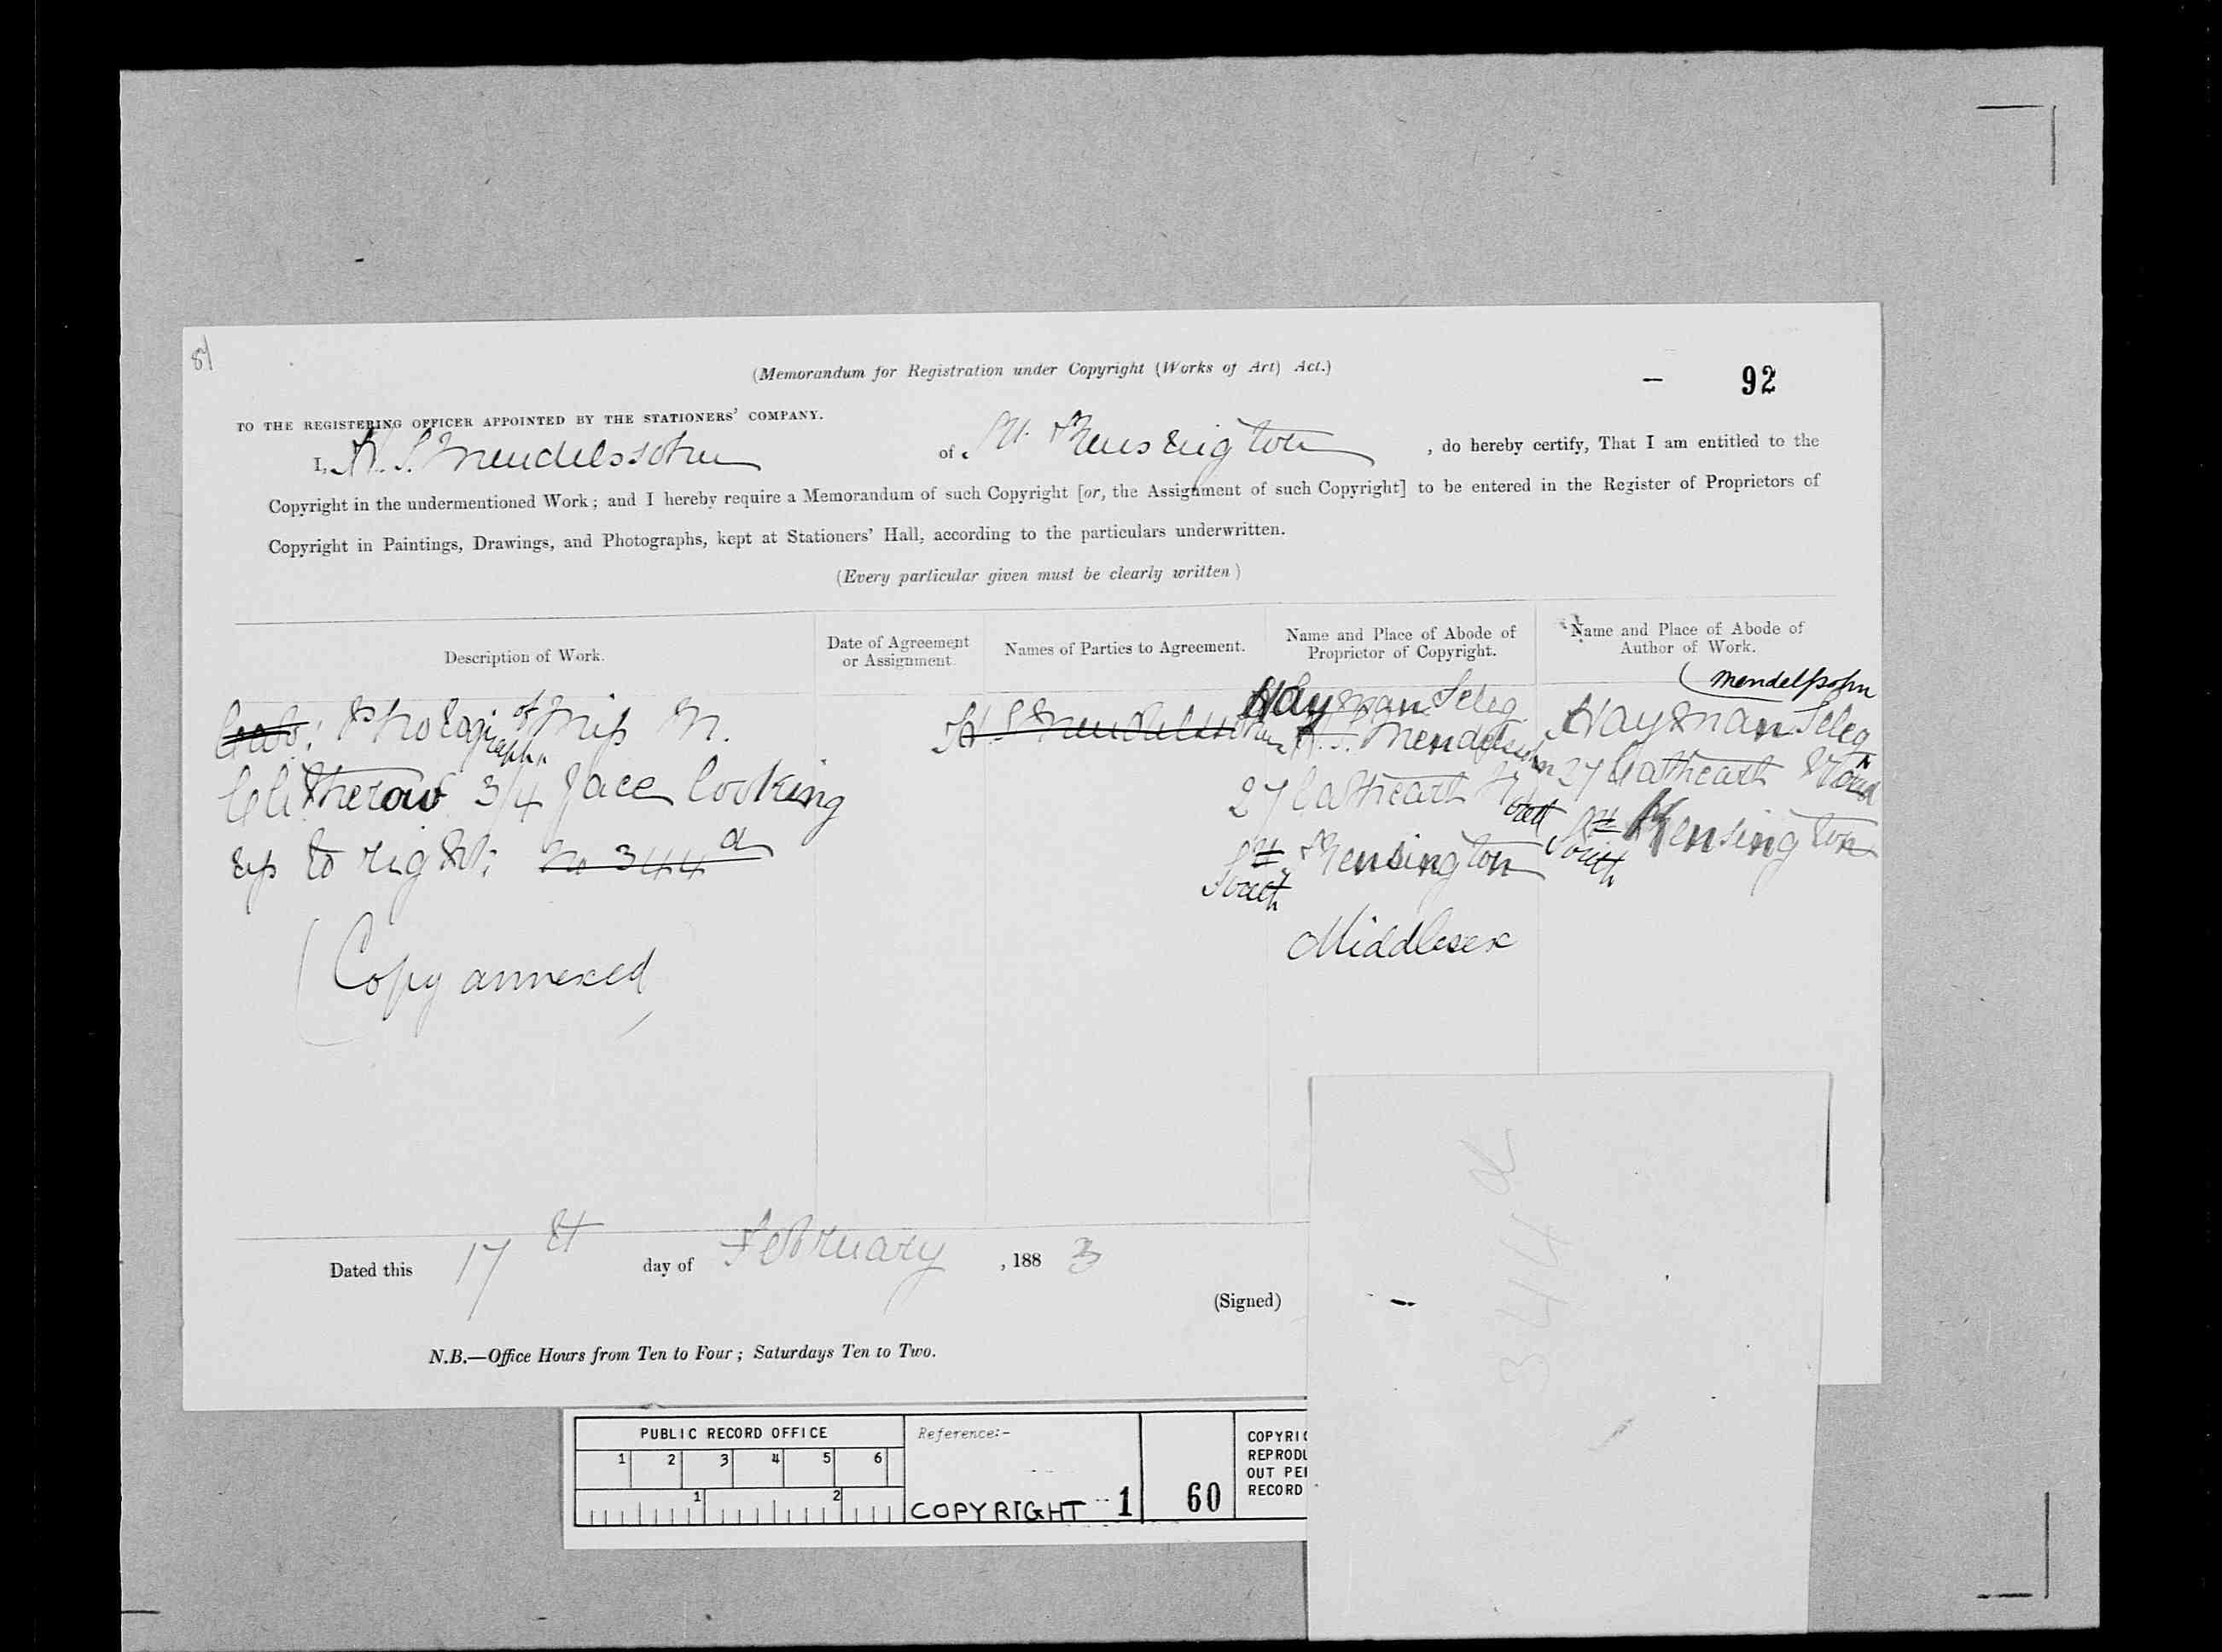 81
(Memorandum for Registration under Copyright (Works of Art) Act.)
- 92
TO THE REGISTERING OFFICER APPOINTED BY THE STATIONERS' COMPANY.
I, H. S. Mendelssohn of Sth Kensington , do hereby certify, That I am entitled to the
Copyright in the undermentioned Work; and I hereby require a Memorandum of such Copyright [or, the Assignment of such Copyright] to be entered in the Register of Proprietors of
Copyright in Paintings, Drawings, and Photographs, kept at Stationers' Hall, according to the particulars underwritten.
(Every particular given must be clearly written)
Description of Work.
Date of Agreement
or Assignment.
Names of Parties to Agreement.
Name and Place of Abode of
Proprietor of Copyright.
Name and Place of Abode of
Author of Work.
Photograph of Miss M.
Clitherow 3/4 face looking
up to right: No 344 d
(Copy annexed)
H. S. Mendelssohn
Hayman Seleg
H. S. Mendelssohn
27 Cathcart Road
Sth South Kensington
Middlesex
Mendelssohn
Hayman Seleg
27 Cathcart Road
Sth South Kensington
Dated this 17th day of February , 1883
(Signed)
N.B.—Office Hours from Ten to Four; Saturdays Ten to Two.
344 d
PUBLIC RECORD OFFICE
1 2 3 4 5 6
1 2
Reference:-
COPYRIGHT 1
60
COPYRIG
REPRODU
OUT PER
RECORD